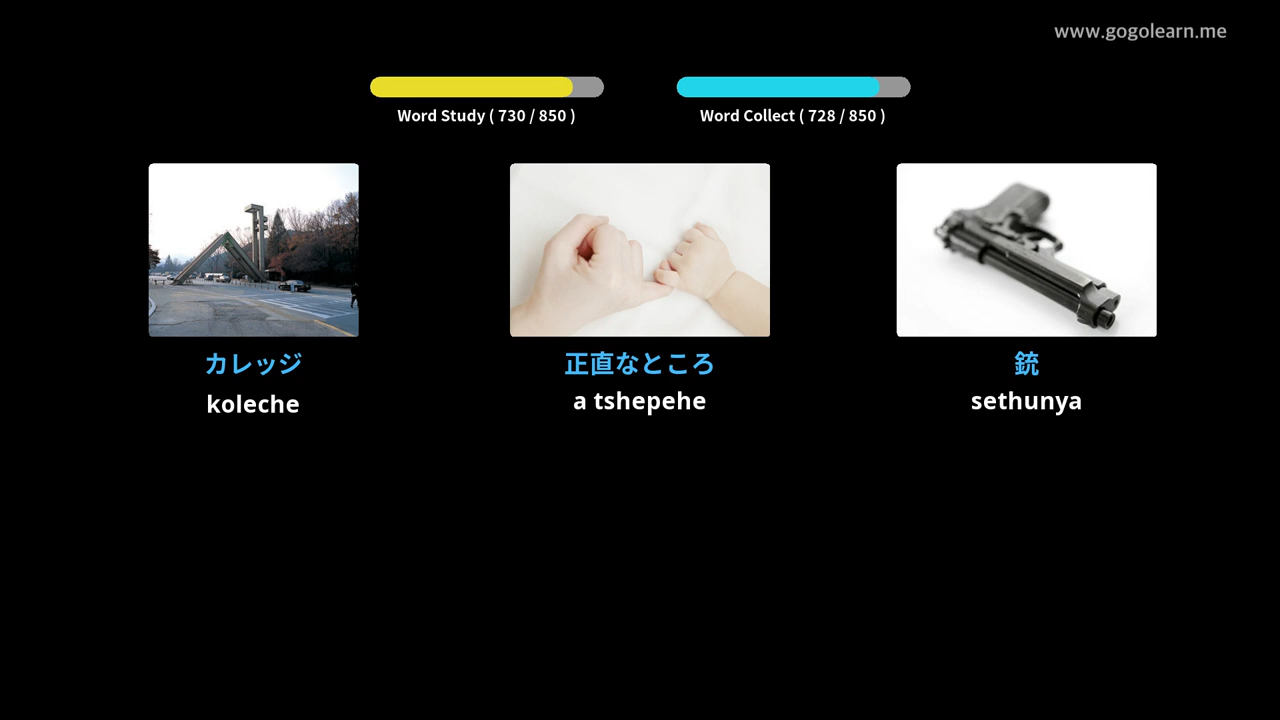 www.gogolearn.me
Word Study ( 730 / 850 )
Word Collect ( 728 / 850 )
カレッジ
koleche
正直なところ
a tshepehe
銃
sethunya